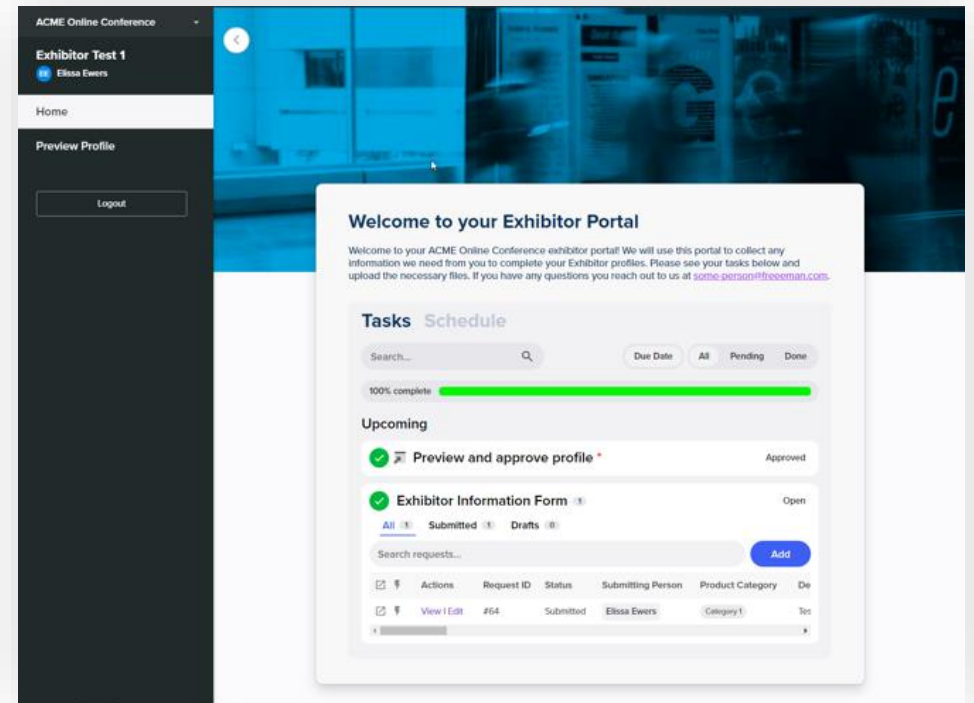 ACME Online Conference
Exhibitor Test 1
EE Elissa Ewers
Home
Preview Profile
Logout
Welcome to your Exhibitor Portal
Welcome to your ACME Online Conference exhibitor portal! We will use this portal to collect any
information we need from you to complete your Exhibitor profiles. Please see your tasks below and
upload the necessary files. If you have any questions you reach out to us at some-person@freeeman.com.
Tasks Schedule
Search... Due Date All Pending Done
100% complete
Upcoming
Preview and approve profile * Approved
Exhibitor Information Form 1 Open
All 1 Submitted 1 Drafts 0
Search requests... Add
Actions Request ID Status Submitting Person Product Category De
View | Edit #64 Submitted Elissa Ewers Category 1 Tes